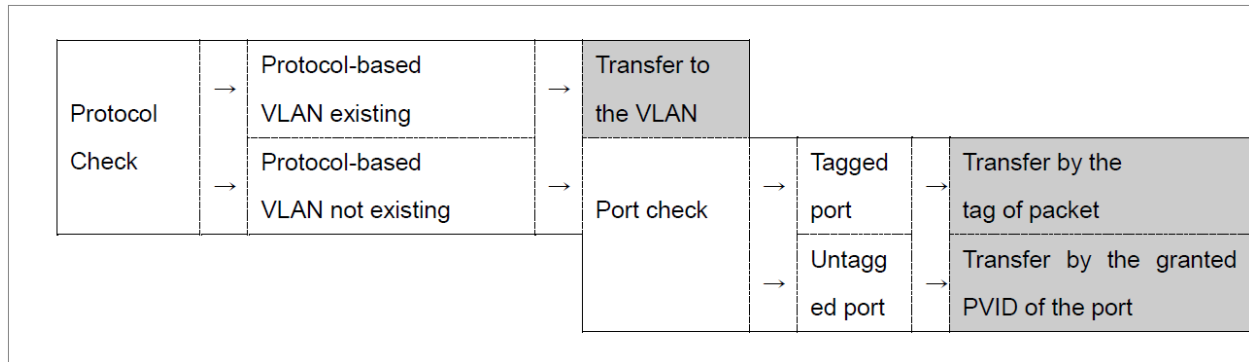 Protocol
Check
→
Protocol-based
VLAN existing
→
Transfer to
the VLAN
→
Protocol-based
VLAN not existing
→
Port check
→
Tagged
port
→
Transfer by the
tag of packet
→
Untagg
ed port
→
Transfer by the granted
PVID of the port